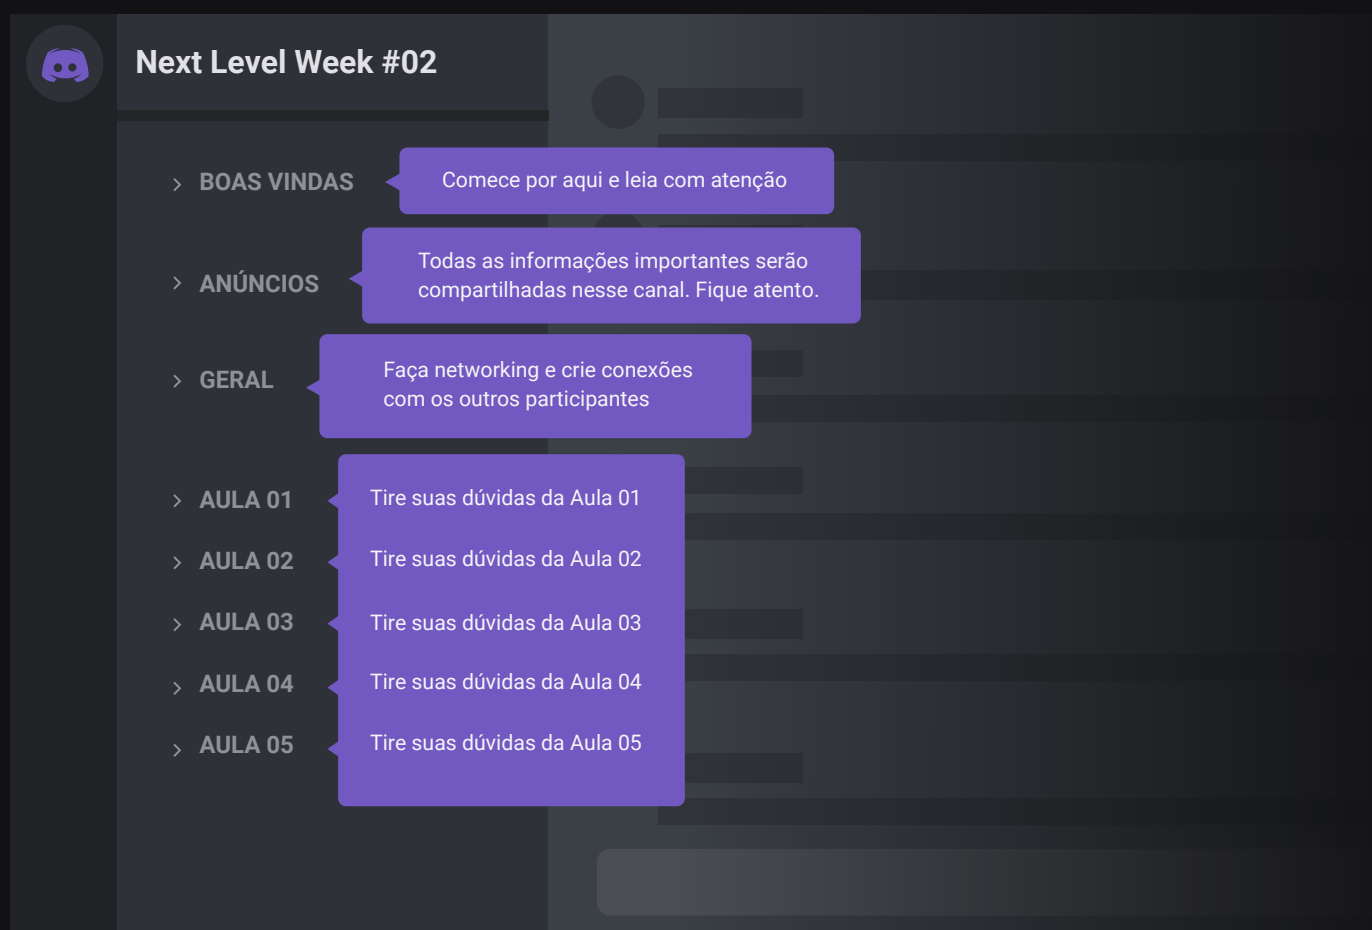 Next Level Week #02
BOAS VINDAS
Comece por aqui e leia com atenção
ANÚNCIOS
Todas as informações importantes serão
compartilhadas nesse canal. Fique atento.
GERAL
Faça networking e crie conexões
com os outros participantes
AULA 01
Tire suas dúvidas da Aula 01
AULA 02
Tire suas dúvidas da Aula 02
AULA 03
Tire suas dúvidas da Aula 03
AULA 04
Tire suas dúvidas da Aula 04
AULA 05
Tire suas dúvidas da Aula 05